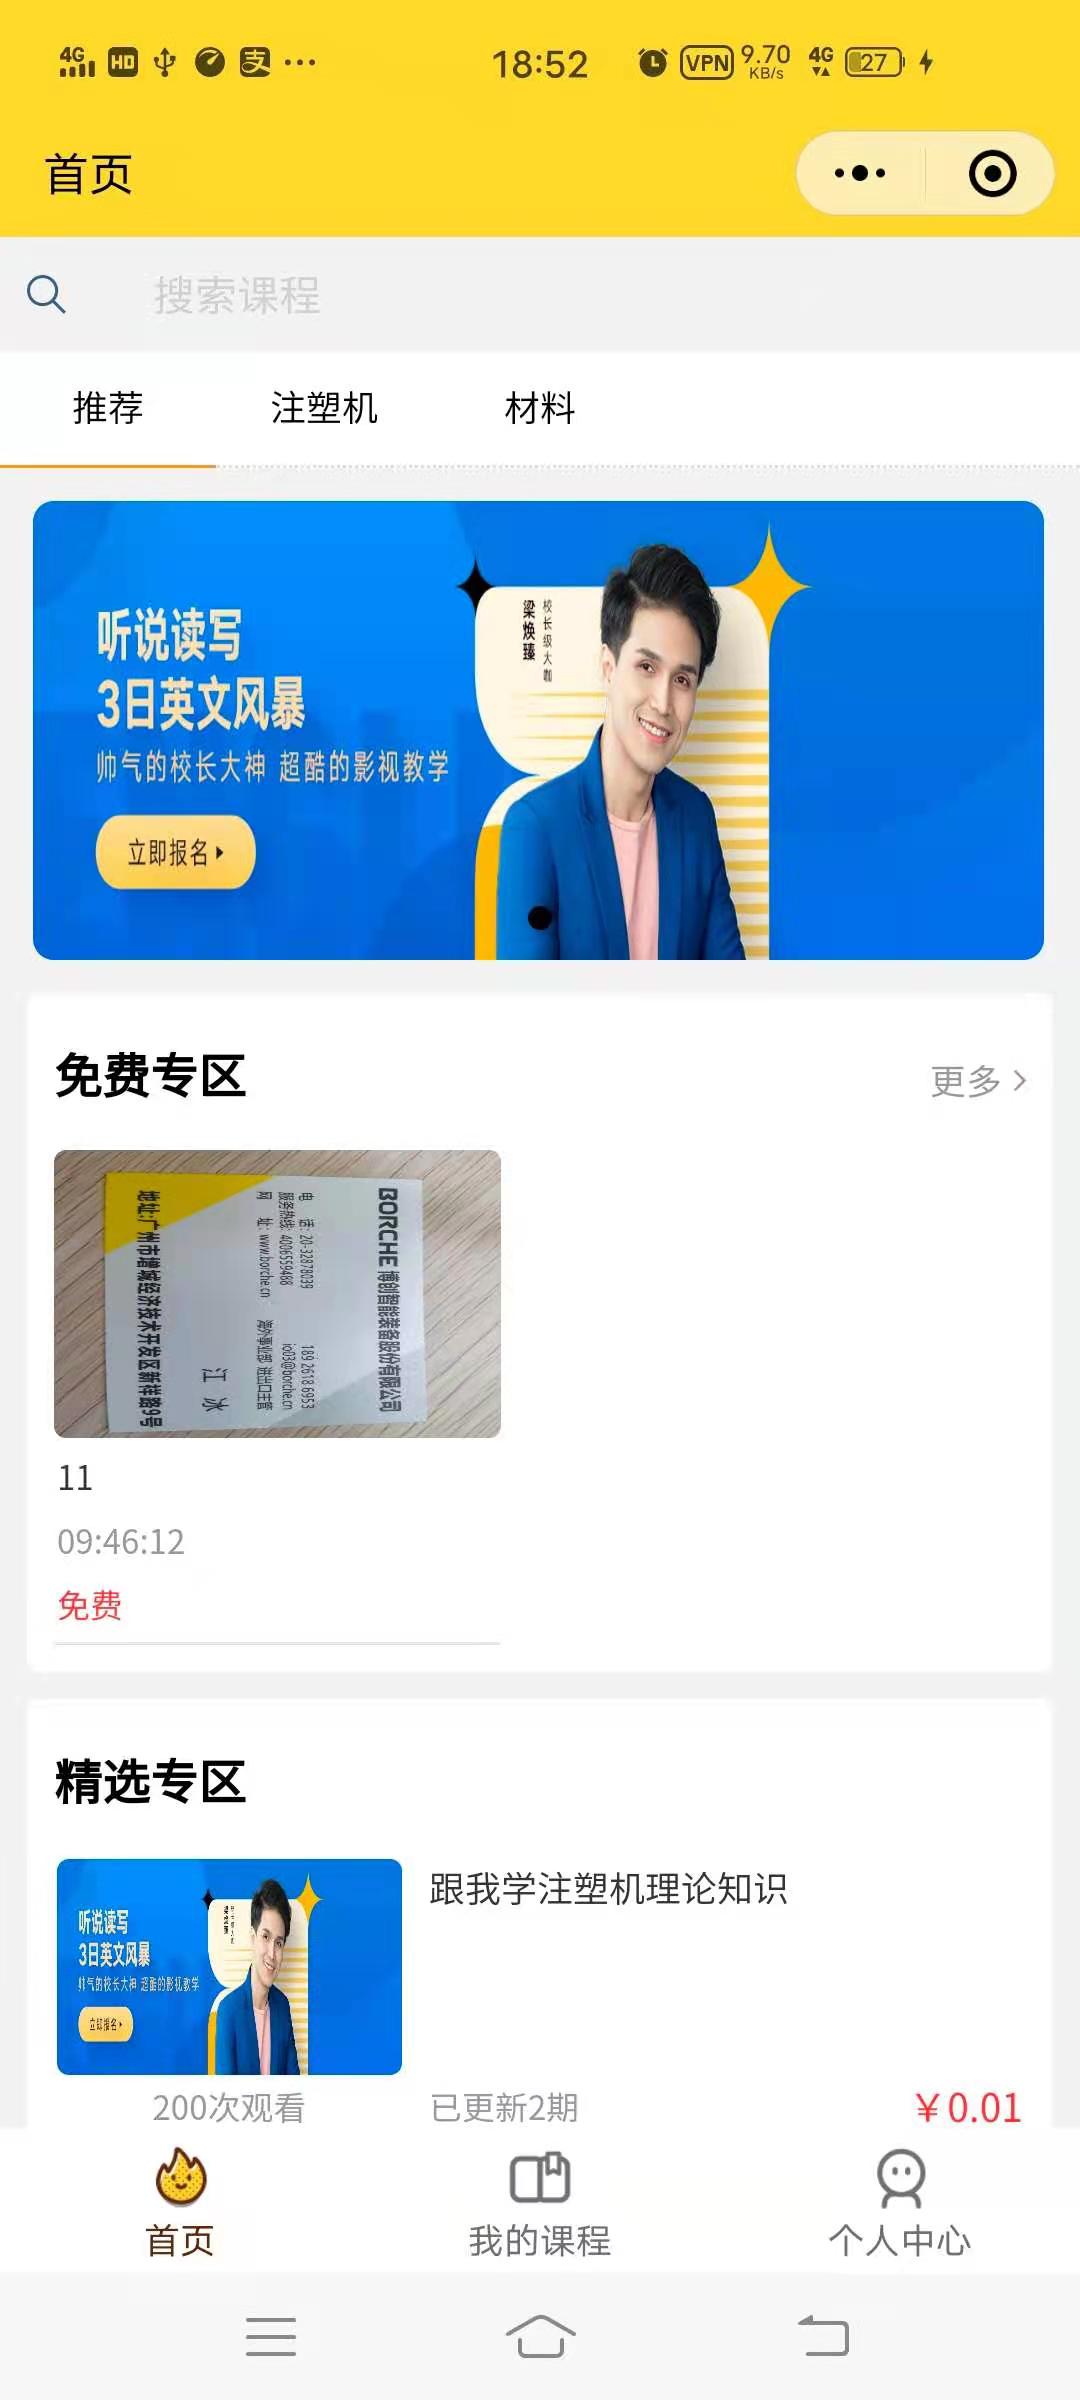 4G HD 支 ··· 18:52 VPN 9.70 KB/s 4G 27
首页
搜索课程
推荐 注塑机 材料
听说读写
3日英文风暴
帅气的校长大神 超酷的影视教学
立即报名
梁焕臻
校长级大咖
免费专区
更多
BORCHE 博创智能装备股份有限公司
电 话: 20-32878039 189 2618 6953
服务热线: 4006559488 io03@borche.cn
网 址: www.borche.cn 海外事业部 进出口主管
江 冰
地址:广州市增城经济技术开发区新祥路9号
11
09:46:12
免费
精选专区
听说读写
3日英文风暴
帅气的校长大神 超酷的影视教学
立即报名
跟我学注塑机理论知识
200次观看 已更新2期 ￥0.01
首页 我的课程 个人中心